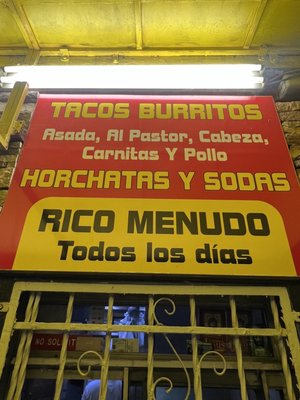 TACOS BURRITOS
Asada, Al Pastor, Cabeza,
Carnitas Y Pollo
HORCHATAS Y SODAS
RICO MENUDO
Todos los días
NO SOLICIT